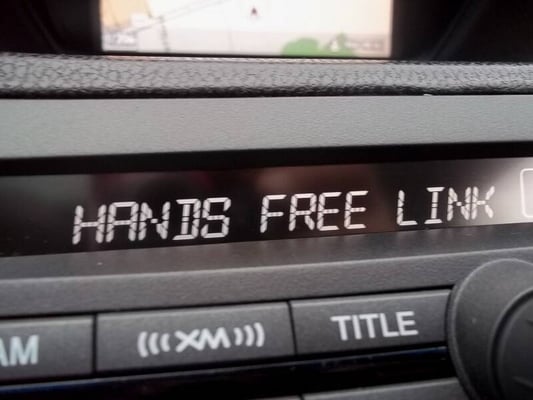 HANDS FREE LINK
AM
(((XM)))
TITLE